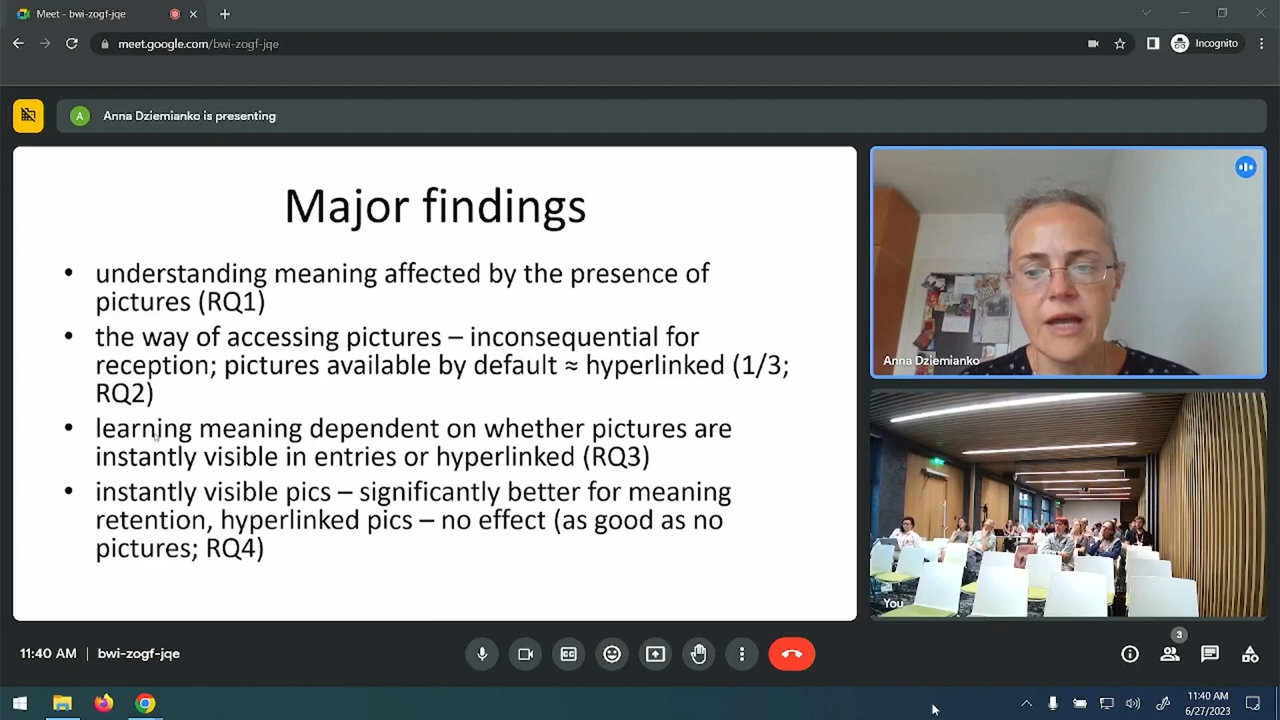 Meet - bwi-zogf-jqe
meet.google.com/bwi-zogf-jqe
Incognito
A
Anna Dziemianko is presenting
Major findings
• understanding meaning affected by the presence of
pictures (RQ1)
• the way of accessing pictures – inconsequential for
reception; pictures available by default ≈ hyperlinked (1/3;
RQ2)
• learning meaning dependent on whether pictures are
instantly visible in entries or hyperlinked (RQ3)
• instantly visible pics – significantly better for meaning
retention, hyperlinked pics – no effect (as good as no
pictures; RQ4)
Anna Dziemianko
You
11:40 AM | bwi-zogf-jqe
3
11:40 AM
6/27/2023